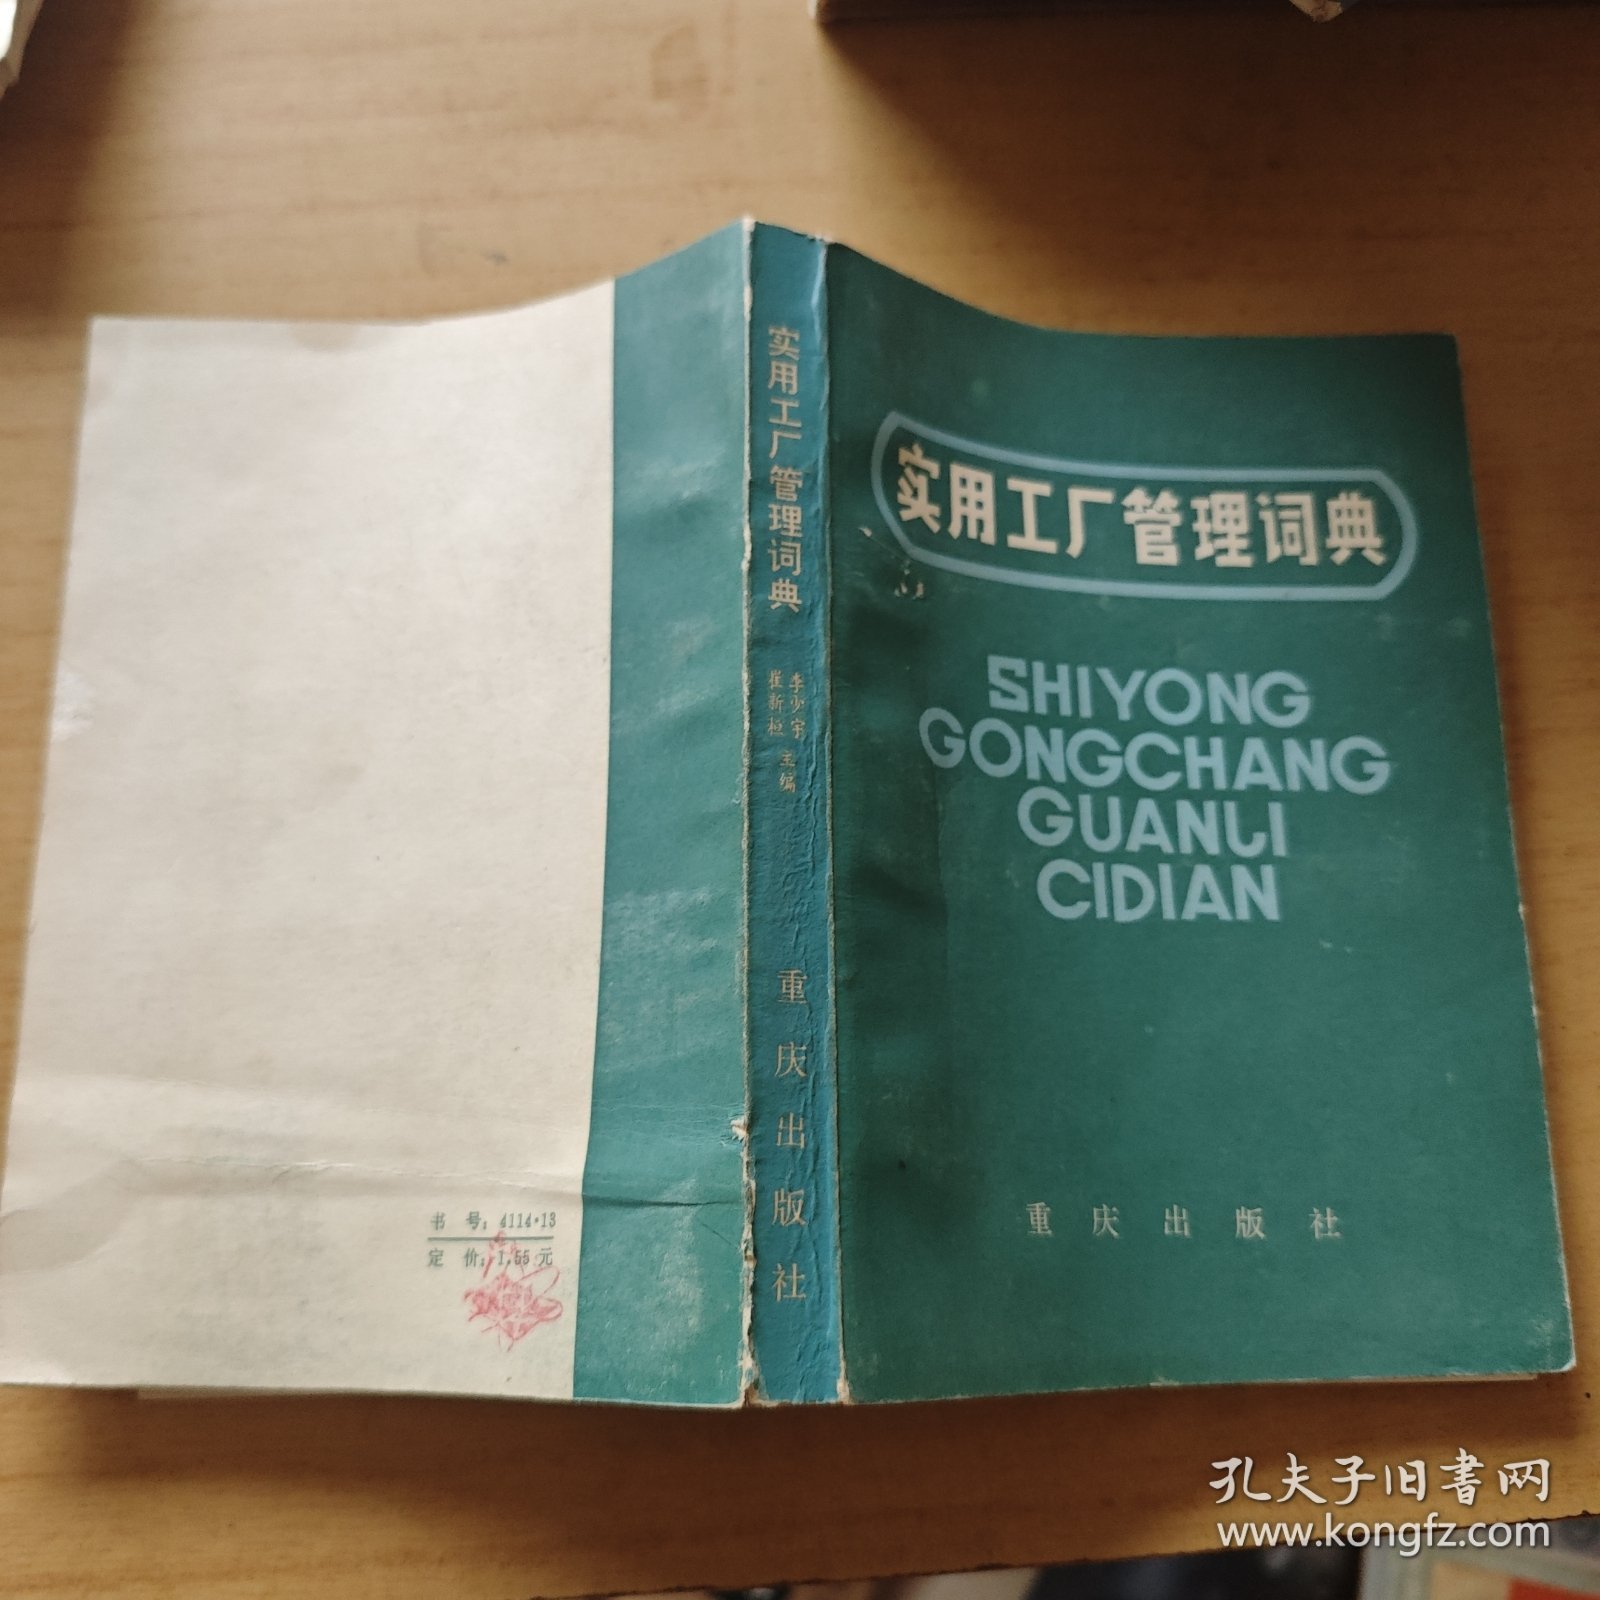 实用工厂管理词典
SHIYONG
GONGCHANG
GUANLI
CIDIAN
重庆出版社
实用工厂管理词典
李少宇
崔新桓
主编
重庆出版社
书 号：4114·13
定 价：1.55元
孔夫子旧书网
www.kongfz.com